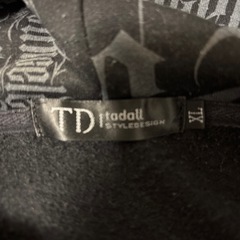 TD | tadall
STYLEDESIGN
XL